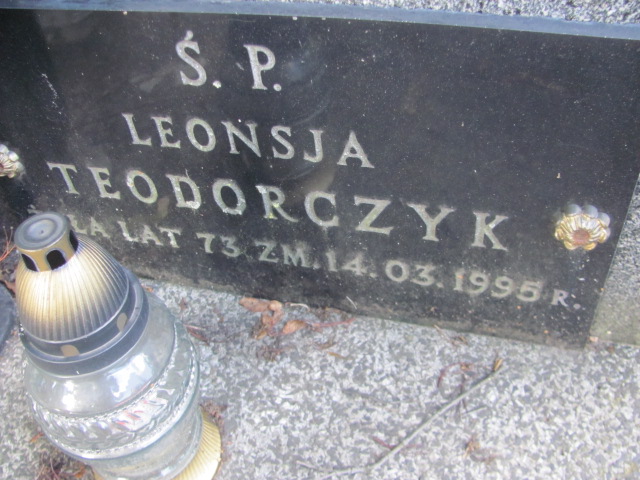 Ś. P.
LEONSJA
TEODORCZYK
LAT 73 ZM. 14. 03. 1995 R.